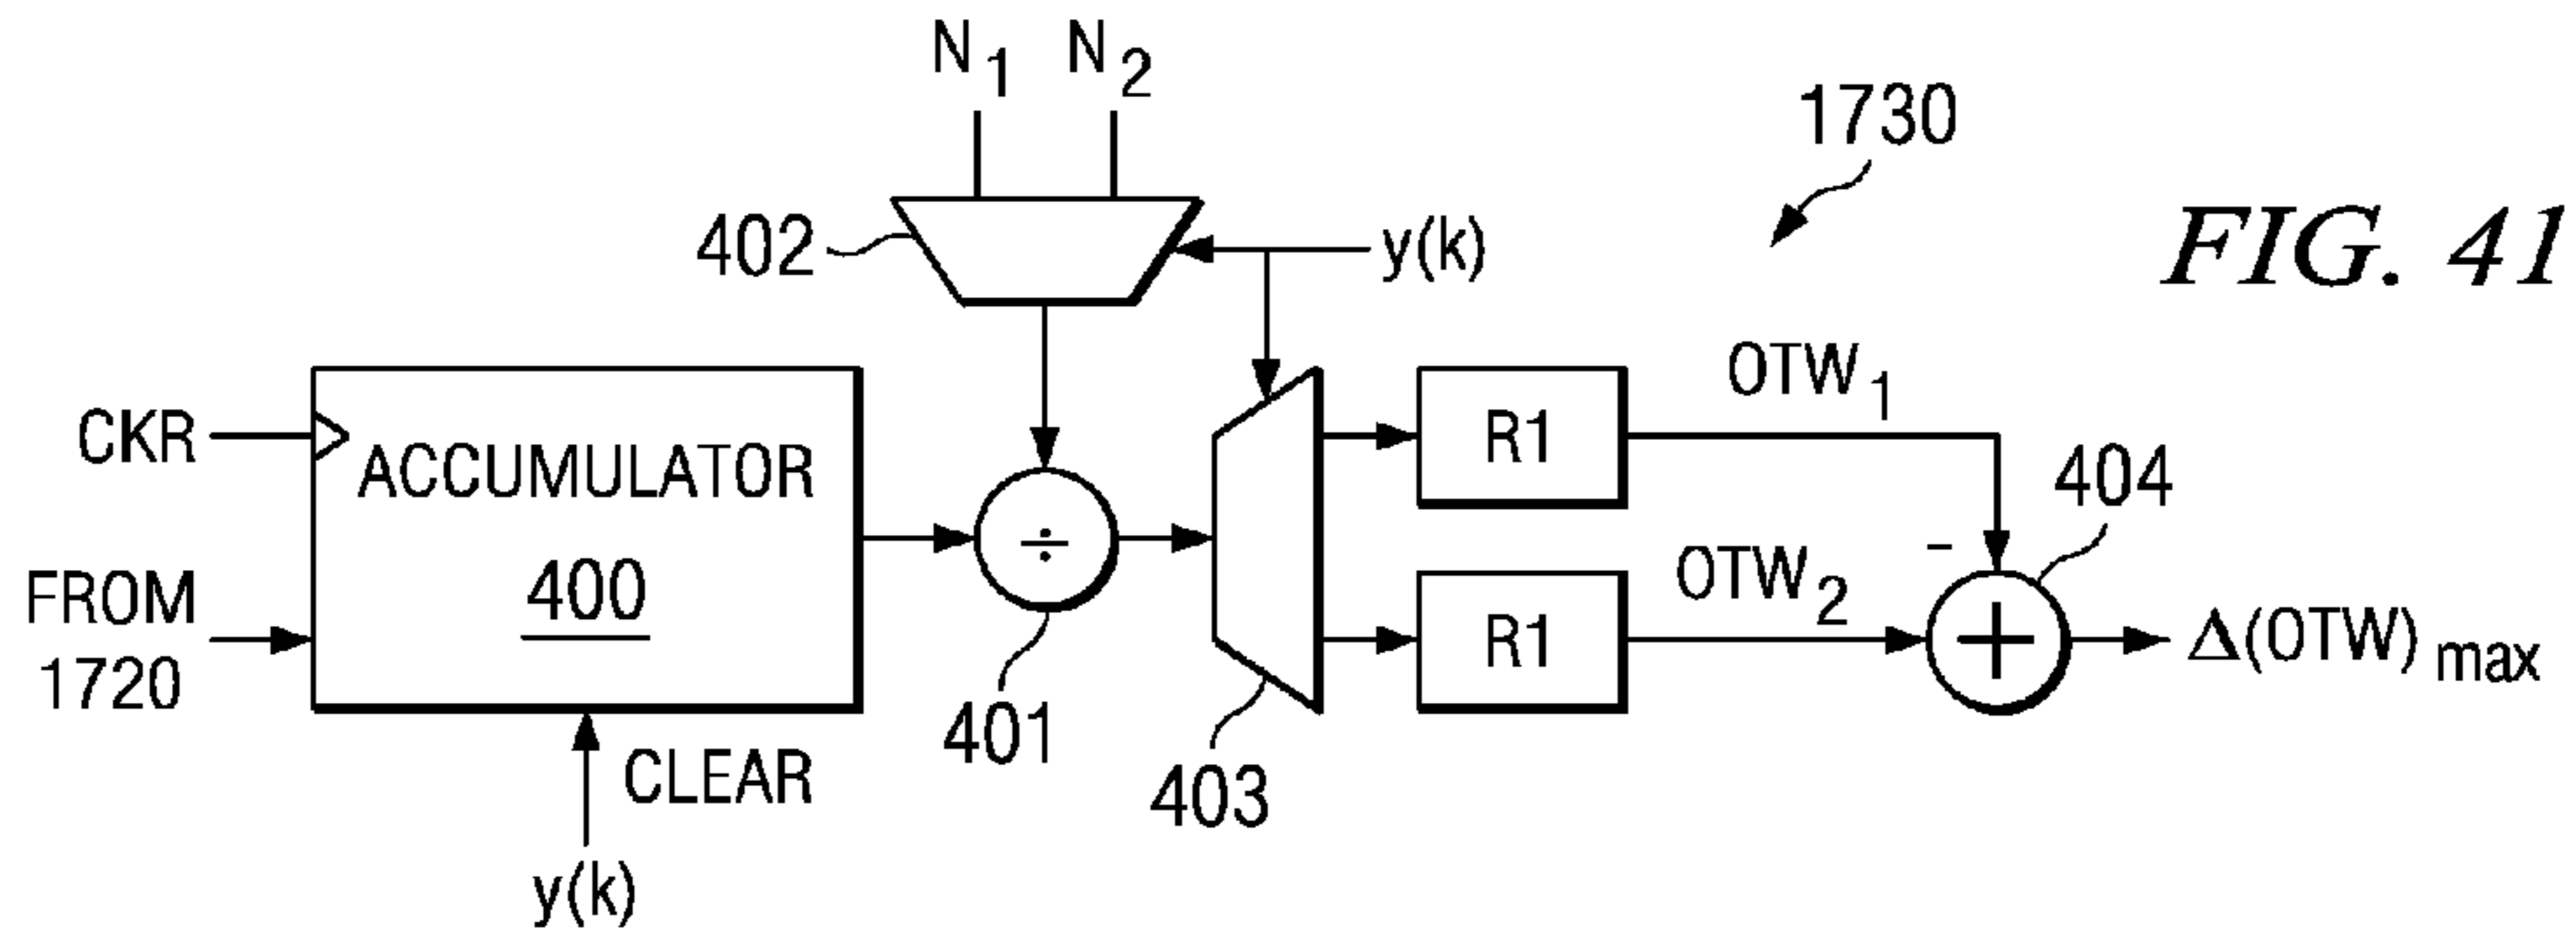 N1 N2
1730
FIG. 41
402
y(k)
CKR
ACCUMULATOR
400
FROM
1720
CLEAR
y(k)
÷
401
403
R1
OTW1
R1
OTW2
-
404
+
Δ(OTW)max